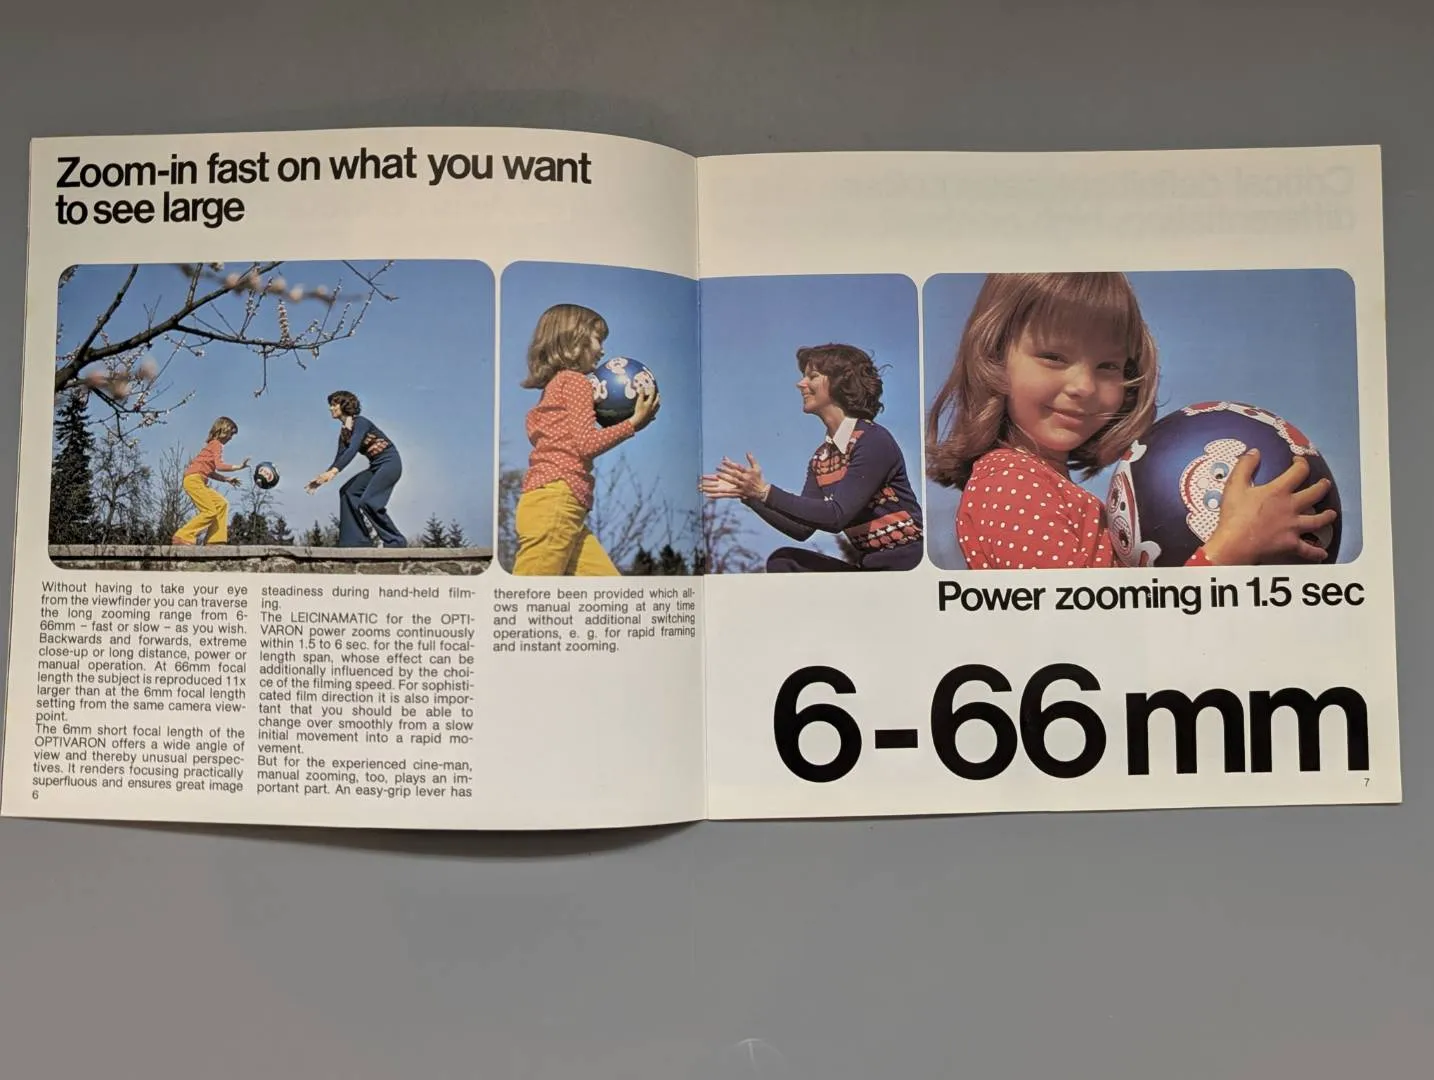 Zoom-in fast on what you want
to see large
Without having to take your eye
from the viewfinder you can traverse
the long zooming range from 6-
66mm – fast or slow – as you wish.
Backwards and forwards, extreme
close-up or long distance, power or
manual operation. At 66mm focal
length the subject is reproduced 11x
larger than at the 6mm focal length
setting from the same camera view-
point.
The 6mm short focal length of the
OPTIVARON offers a wide angle of
view and thereby unusual perspec-
tives. It renders focusing practically
superfluous and ensures great image
6
steadiness during hand-held film-
ing.
The LEICINAMATIC for the OPTI-
VARON power zooms continuously
within 1.5 to 6 sec. for the full focal-
length span, whose effect can be
additionally influenced by the choi-
ce of the filming speed. For sophisti-
cated film direction it is also impor-
tant that you should be able to
change over smoothly from a slow
initial movement into a rapid mo-
vement.
But for the experienced cine-man,
manual zooming, too, plays an im-
portant part. An easy-grip lever has
therefore been provided which all-
ows manual zooming at any time
and without additional switching
operations, e. g. for rapid framing
and instant zooming.
Power zooming in 1.5 sec
6-66mm
7